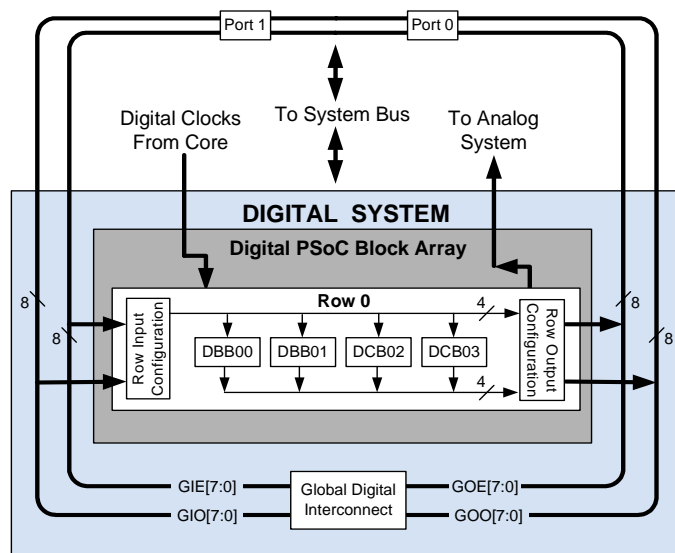 Port 1
Port 0
Digital Clocks
From Core
To System Bus
To Analog
System
DIGITAL SYSTEM
Digital PSoC Block Array
Row 0
8
8
8
8
Row Input
Configuration
4
DBB00
DBB01
DCB02
DCB03
4
Row Output
Configuration
GIE[7:0]
GIO[7:0]
Global Digital
Interconnect
GOE[7:0]
GOO[7:0]